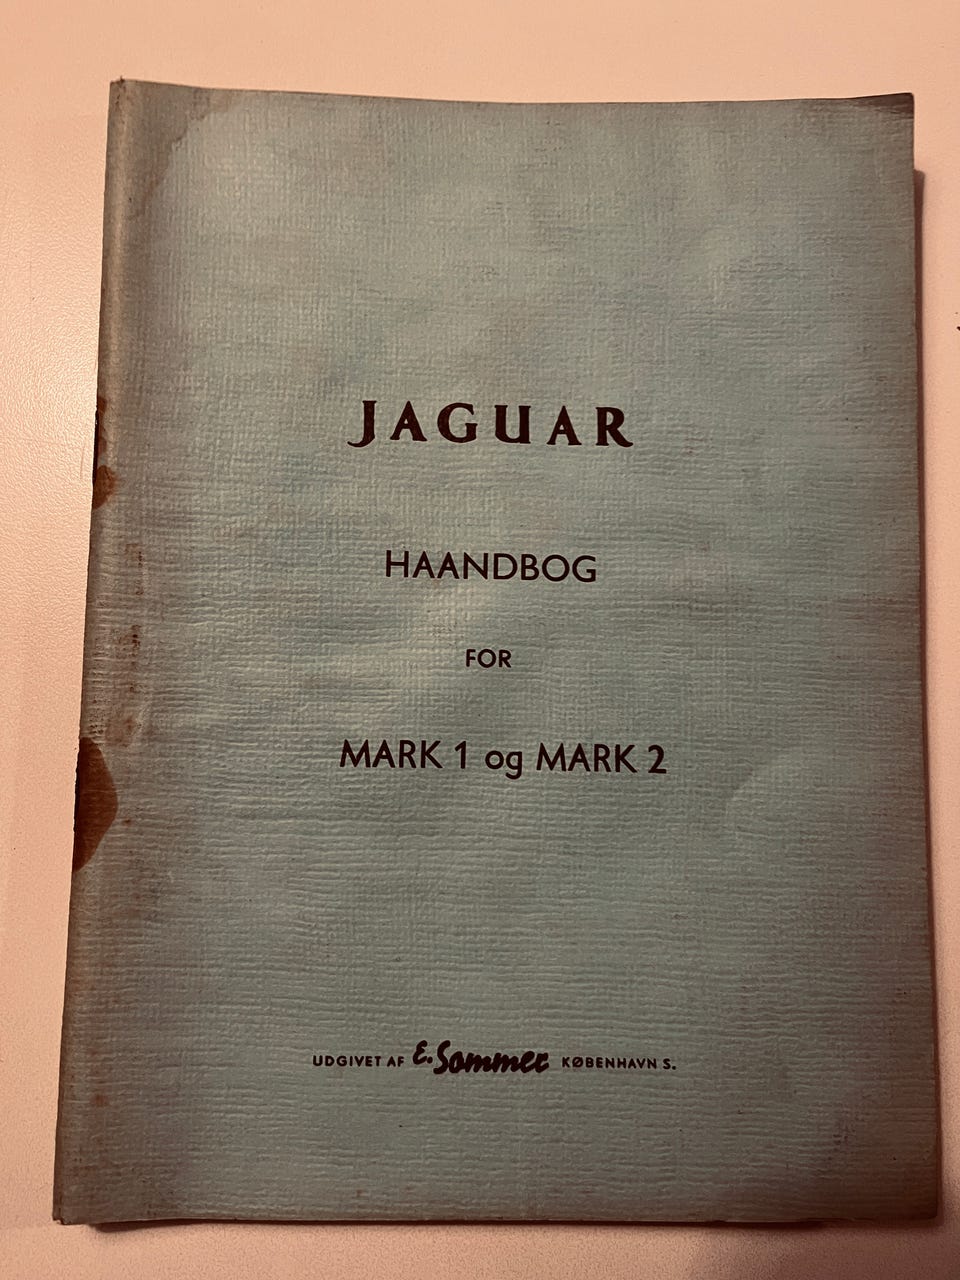 JAGUAR
HAANDBOG
FOR
MARK 1 og MARK 2
UDGIVET AF E. Sommer KØBENHAVN S.